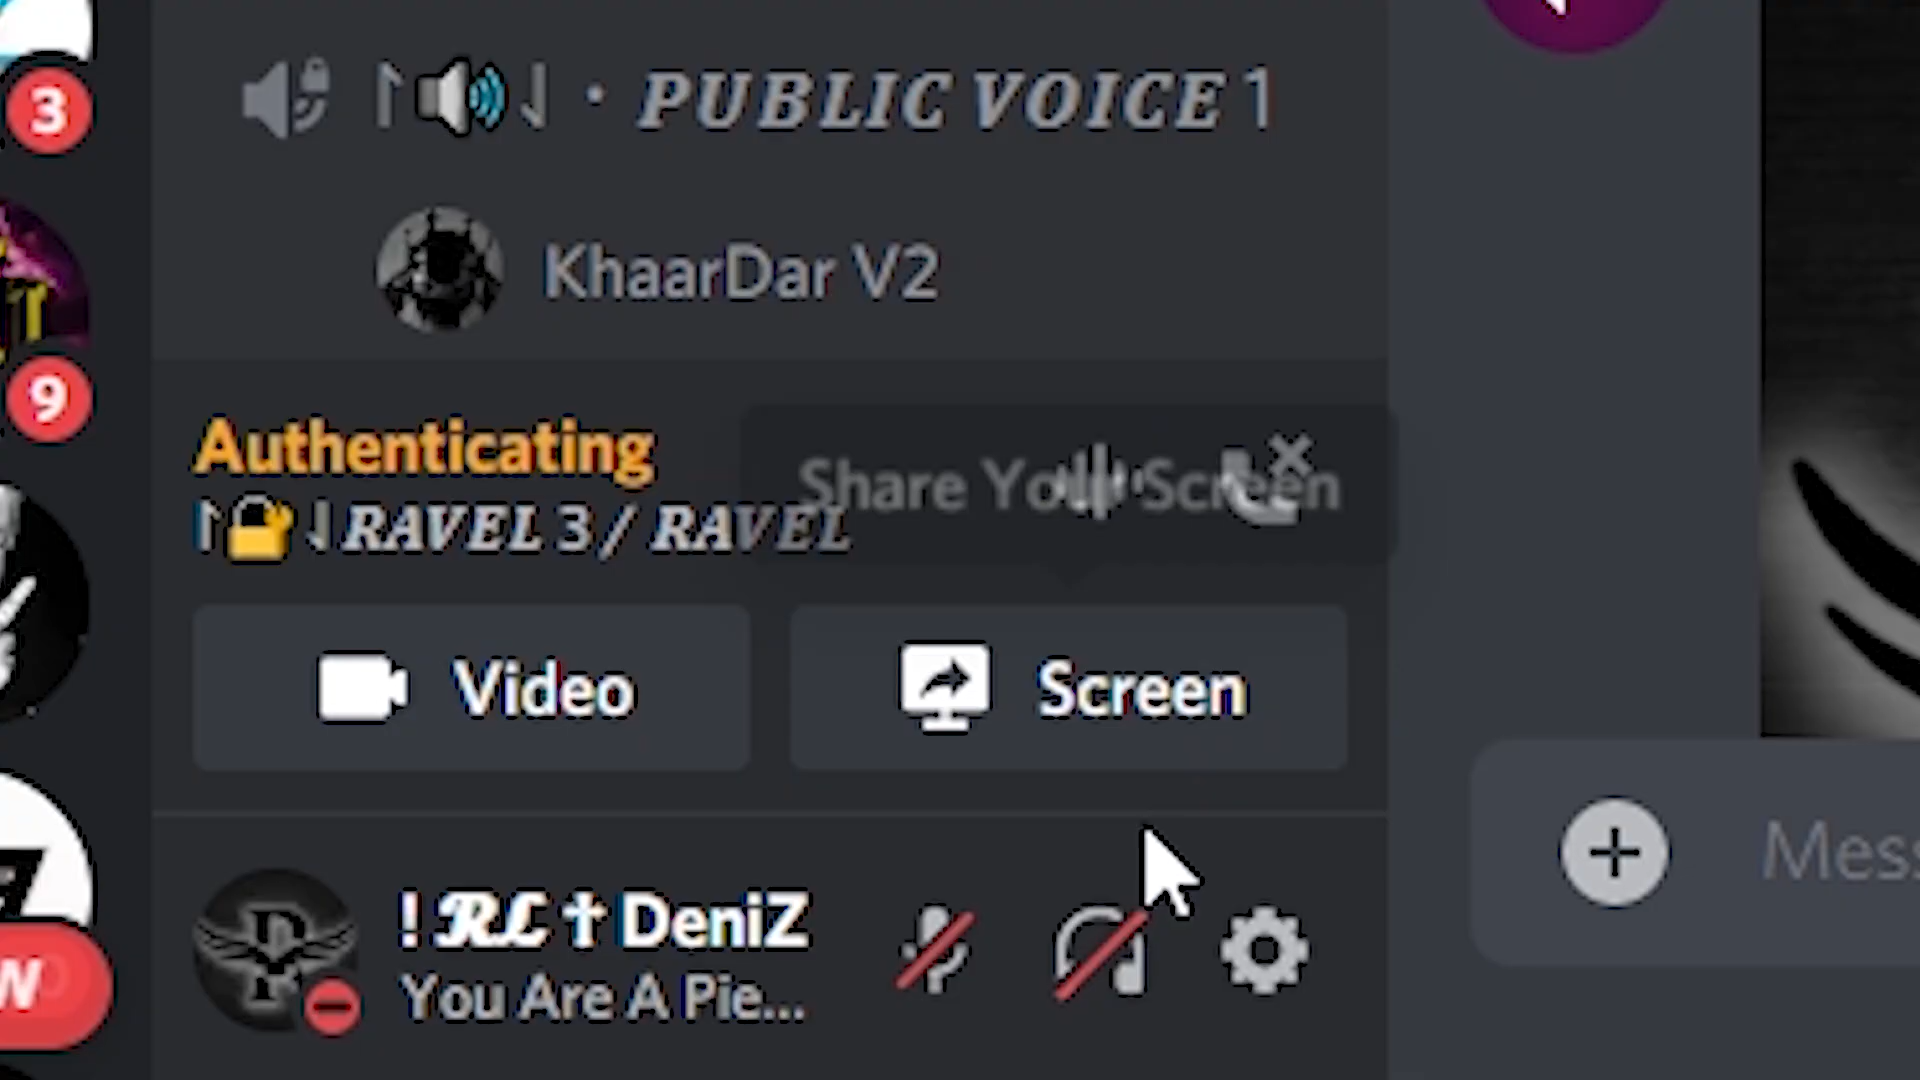 3
↾🔊⇃ • PUBLIC VOICE 1
KhaarDar V2
9
Authenticating
Share Your Screen
↾🔐⇃ RAVEL 3 / RAVEL
Video
Screen
! 𝓡𝓛 † DeniZ
You Are A Pie...
W
Mess